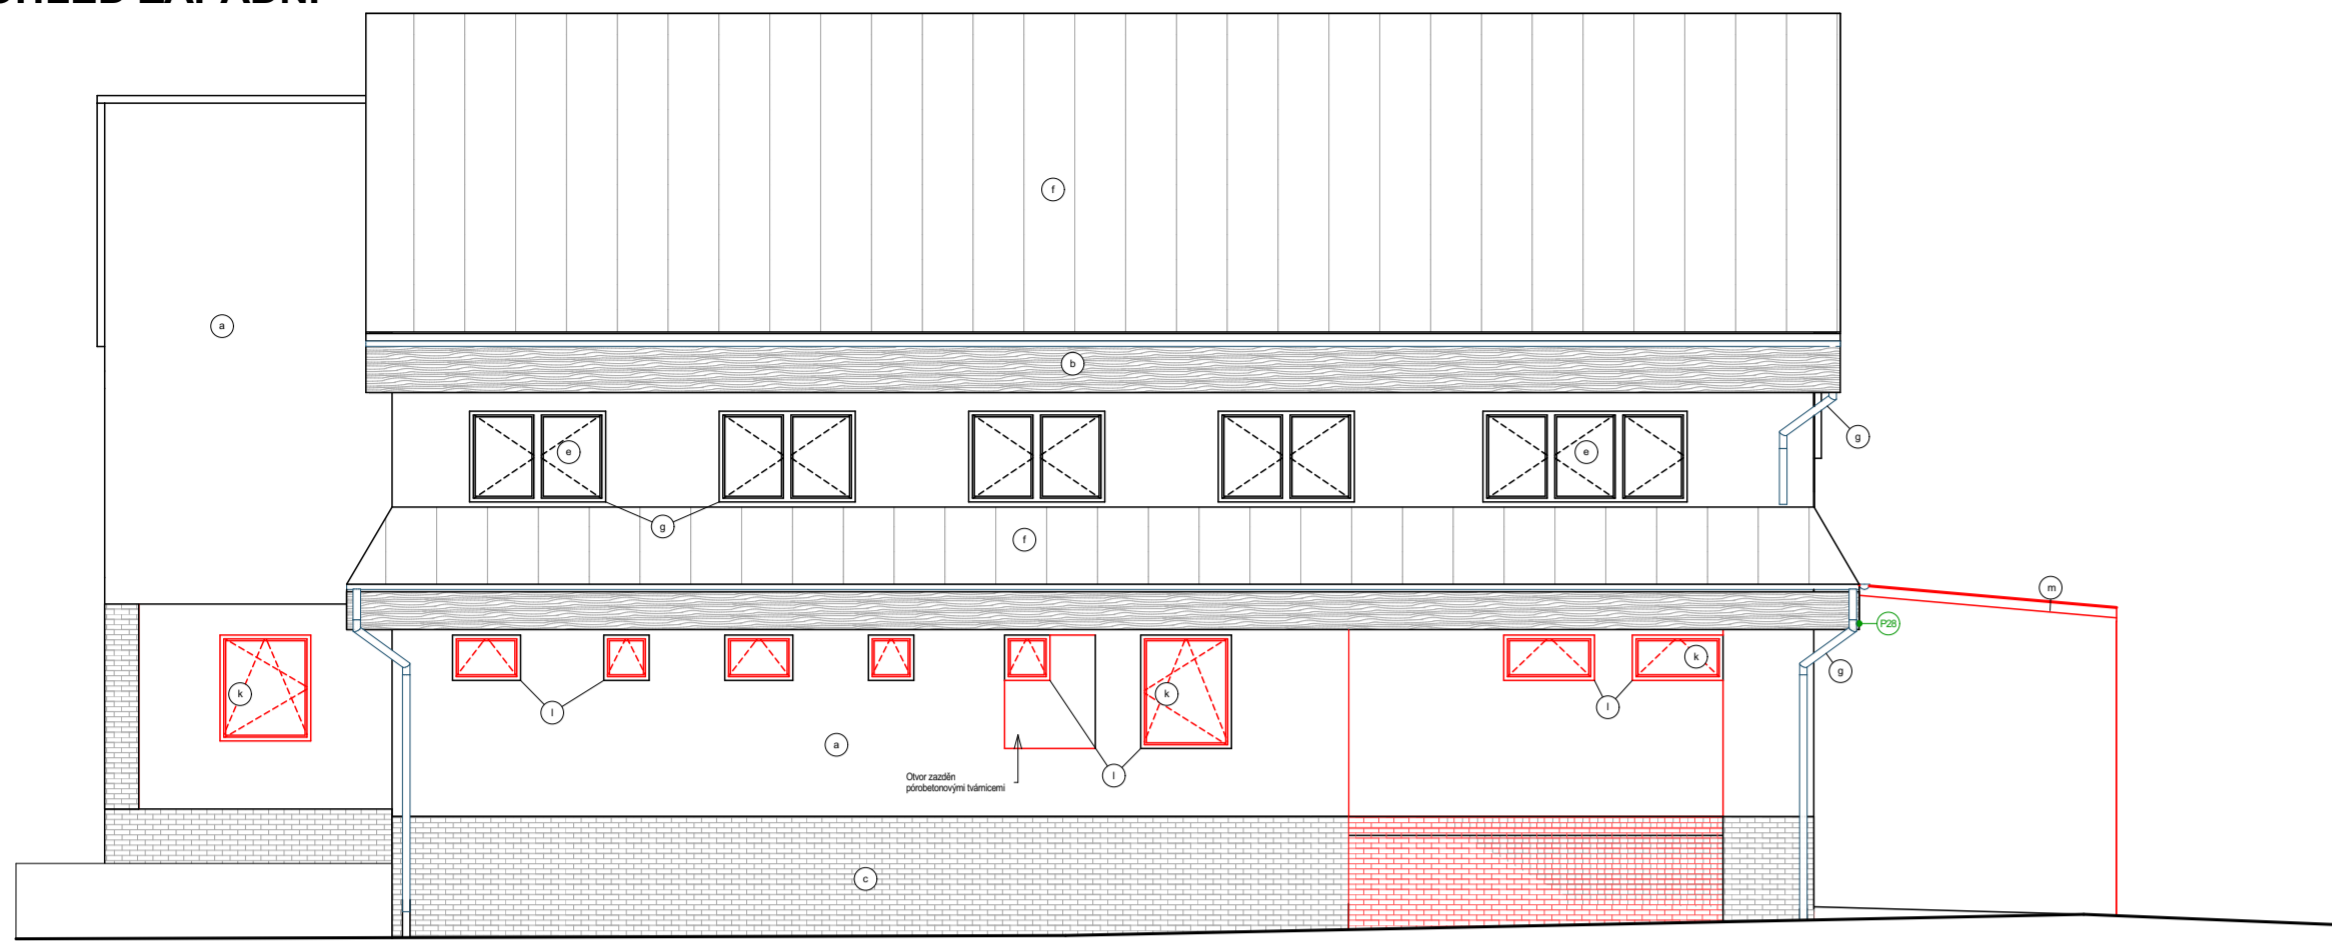 f
a
b
e
e
g
g
f
m
P28
k
k
k
g
l
l
a
l
Otvor zazděn
pórobetonovými tvárnicemi
c